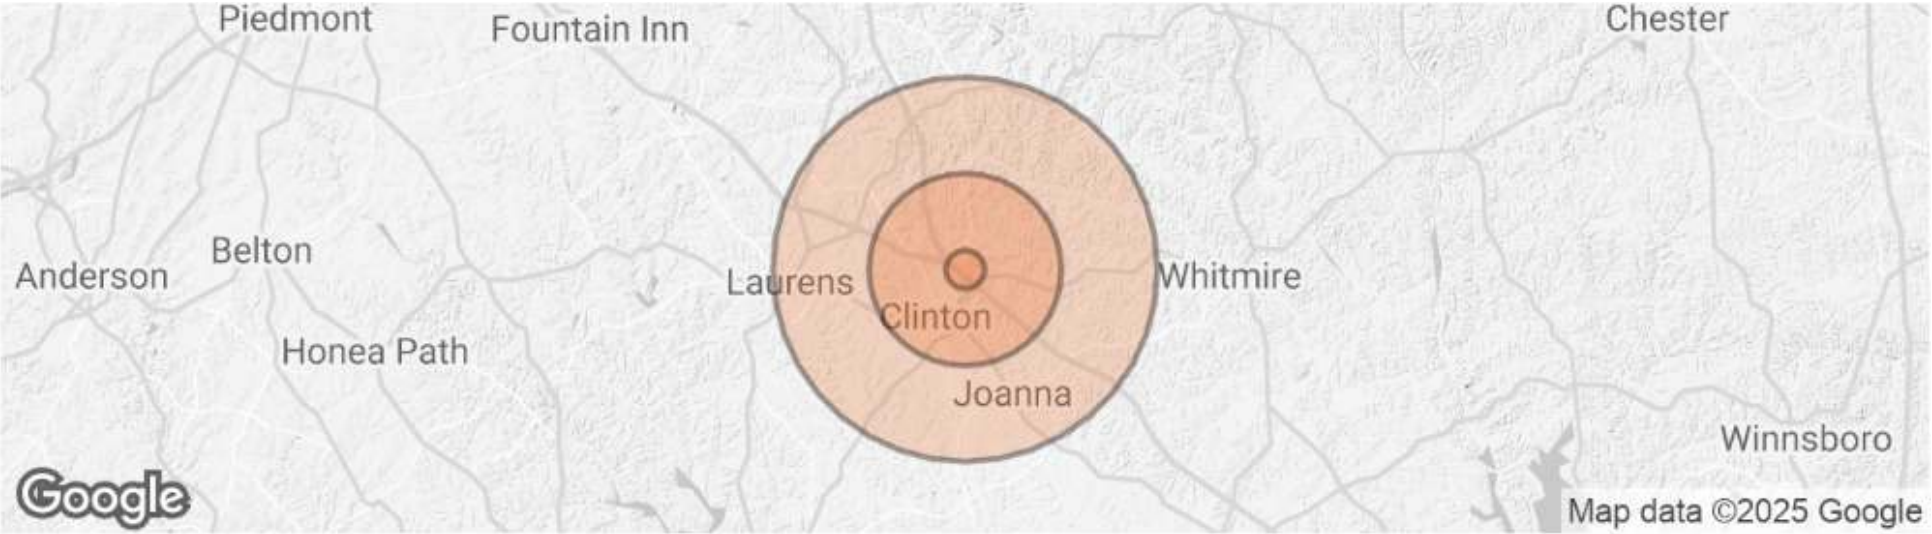 Piedmont
Fountain Inn
Chester
Belton
Anderson
Laurens
Whitmire
Clinton
Honea Path
Joanna
Winnsboro
Google
Map data ©2025 Google